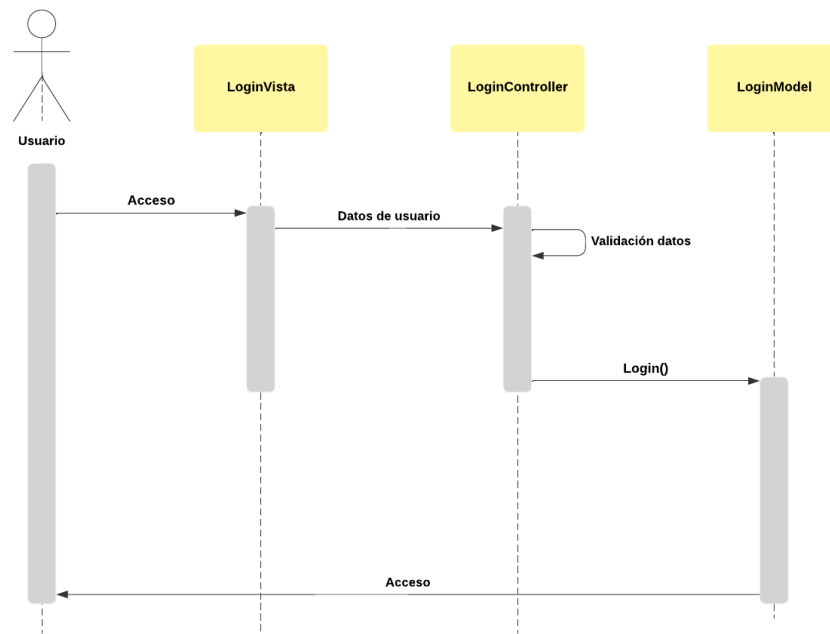 LoginVista
LoginController
LoginModel
Usuario
Acceso
Datos de usuario
Validación datos
Login()
Acceso